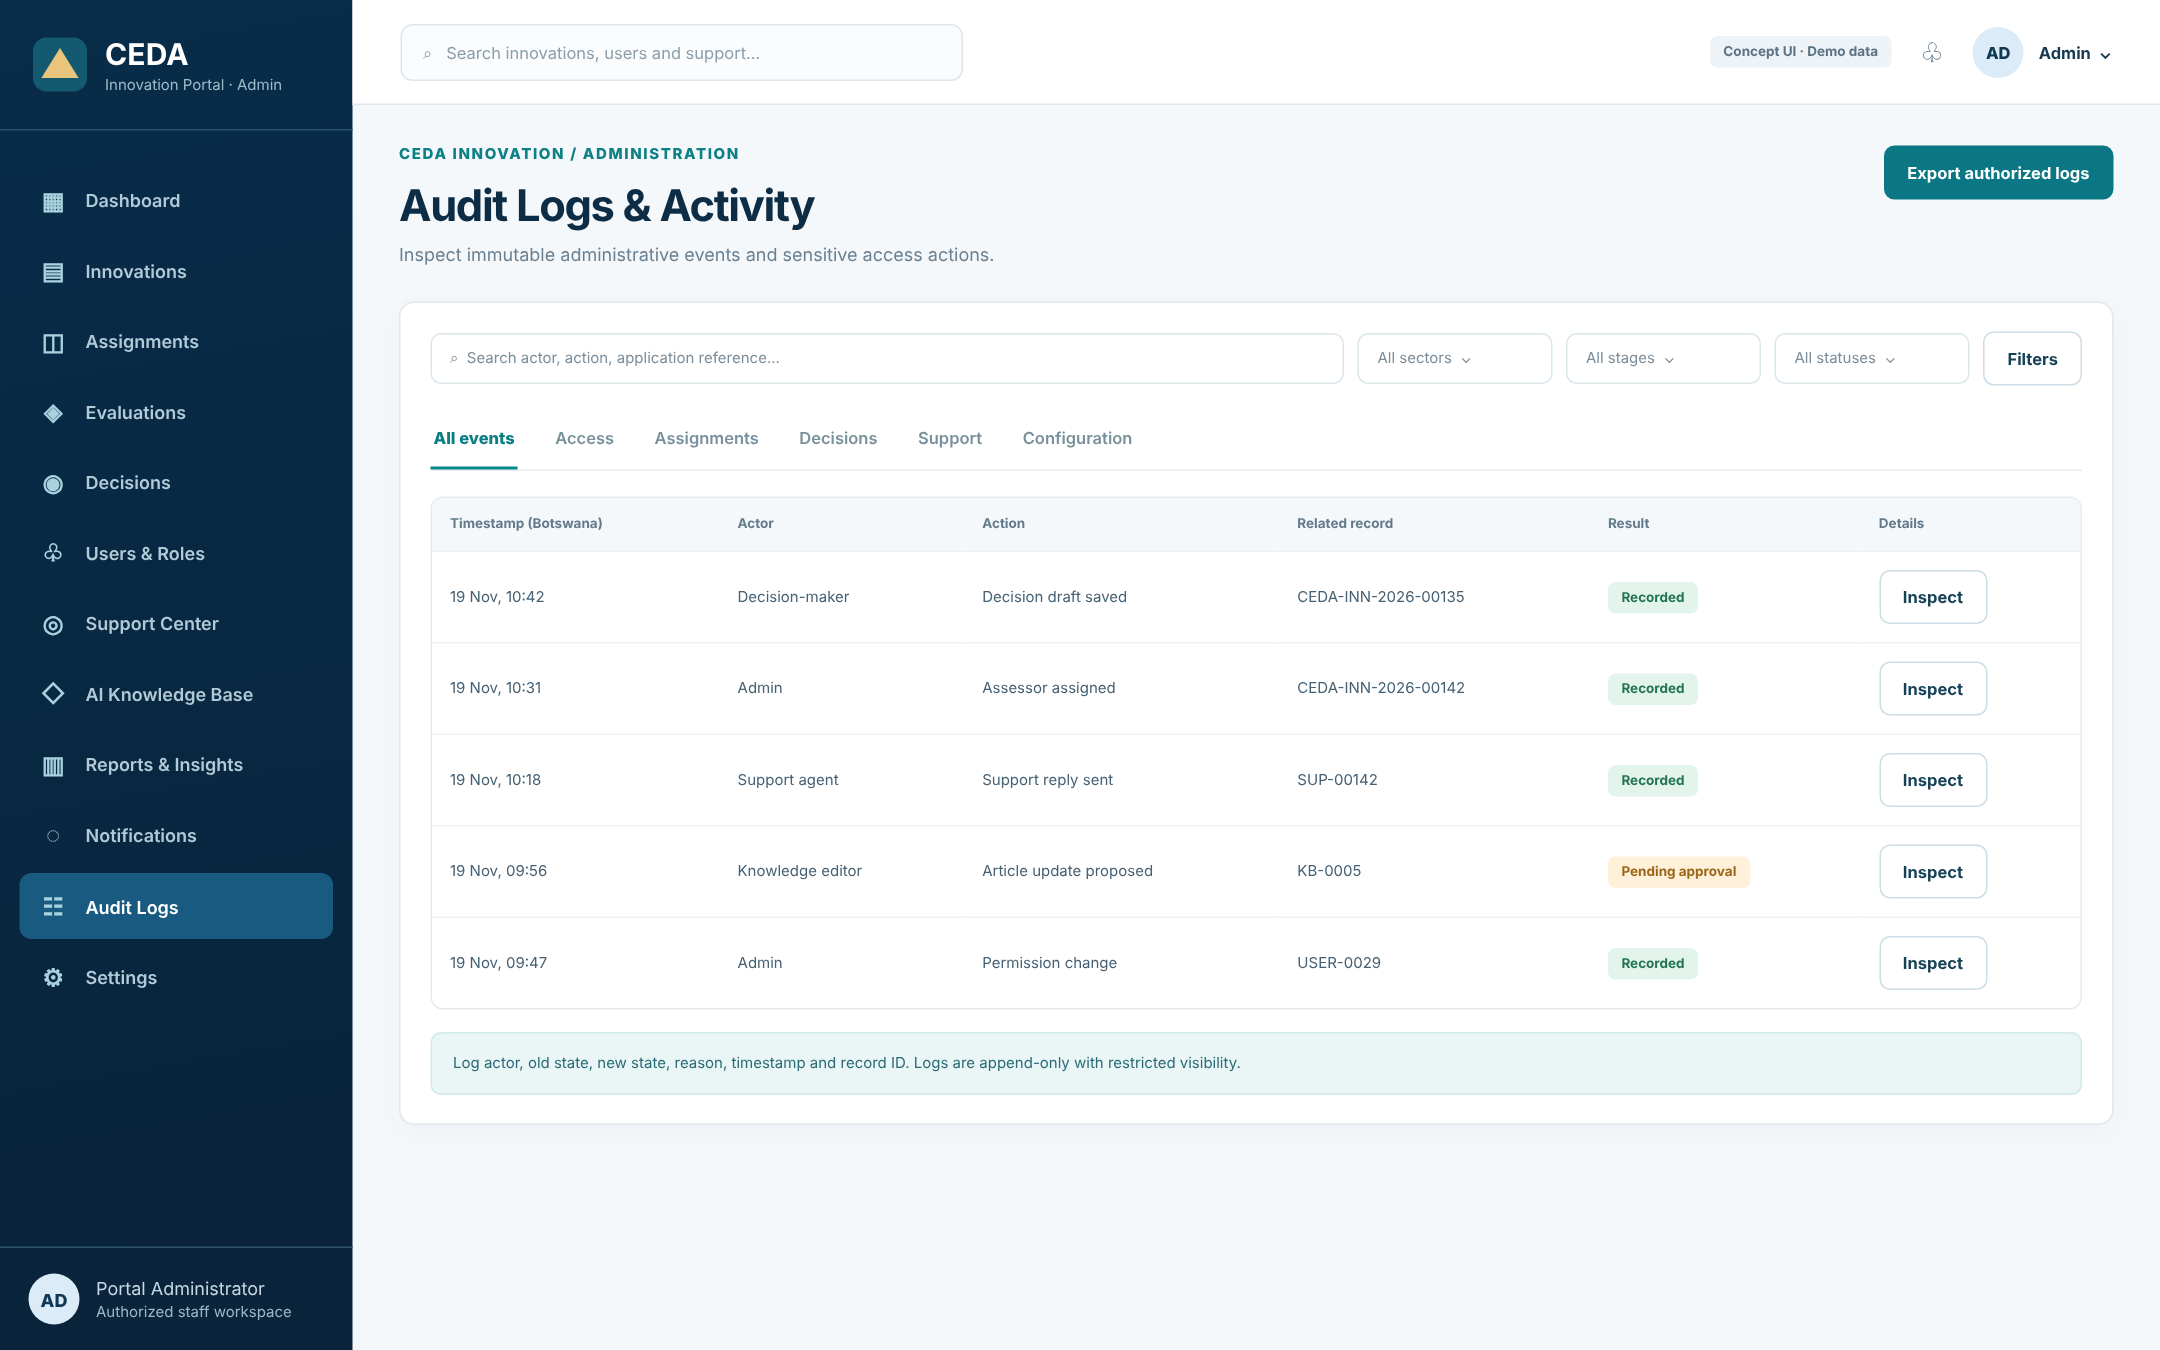 CEDA
Innovation Portal · Admin
Dashboard
Innovations
Assignments
Evaluations
Decisions
Users & Roles
Support Center
AI Knowledge Base
Reports & Insights
Notifications
Audit Logs
Settings
AD
Portal Administrator
Authorized staff workspace
Search innovations, users and support...
Concept UI · Demo data
AD
Admin
CEDA INNOVATION / ADMINISTRATION
Audit Logs & Activity
Inspect immutable administrative events and sensitive access actions.
Export authorized logs
Search actor, action, application reference...
All sectors
All stages
All statuses
Filters
All events Access Assignments Decisions Support Configuration
Timestamp (Botswana) Actor Action Related record Result Details
19 Nov, 10:42 Decision-maker Decision draft saved CEDA-INN-2026-00135 Recorded Inspect
19 Nov, 10:31 Admin Assessor assigned CEDA-INN-2026-00142 Recorded Inspect
19 Nov, 10:18 Support agent Support reply sent SUP-00142 Recorded Inspect
19 Nov, 09:56 Knowledge editor Article update proposed KB-0005 Pending approval Inspect
19 Nov, 09:47 Admin Permission change USER-0029 Recorded Inspect
Log actor, old state, new state, reason, timestamp and record ID. Logs are append-only with restricted visibility.